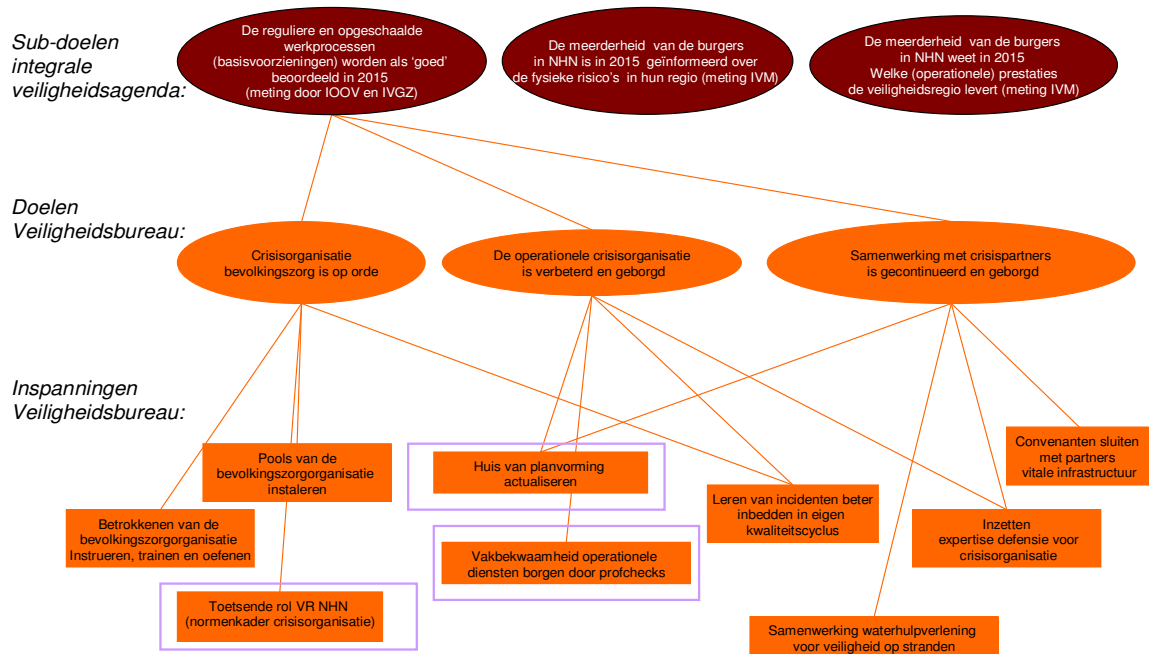 Sub-doelen
integrale
veiligheidsagenda:
De reguliere en opgeschaalde
werkprocessen
(basisvoorzieningen) worden als ‘goed’
beoordeeld in 2015
(meting door IOOV en IVGZ)
De meerderheid van de burgers
in NHN is in 2015 geïnformeerd over
de fysieke risico’s in hun regio (meting IVM)
De meerderheid van de burgers
in NHN weet in 2015
Welke (operationele) prestaties
de veiligheidsregio levert (meting IVM)
Doelen
Veiligheidsbureau:
Crisisorganisatie
bevolkingszorg is op orde
De operationele crisisorganisatie
is verbeterd en geborgd
Samenwerking met crispartners
is gecontinueerd en geborgd
Inspanningen
Veiligheidsbureau:
Pools van de
bevolkingszorgorganisatie
instaleren
Huis van planvorming
actualiseren
Convenanten sluiten
met partners
vitale infrastructuur
Betrokkenen van de
bevolkingszorgorganisatie
Instrueren, trainen en oefenen
Leren van incidenten beter
inbedden in eigen
kwaliteitscyclus
Inzetten
expertise defensie voor
crisisorganisatie
Vakbekwaamheid operationele
diensten borgen door profchecks
Toetsende rol VR NHN
(normenkader crisisorganisatie)
Samenwerking waterhulpverlening
voor veiligheid op stranden